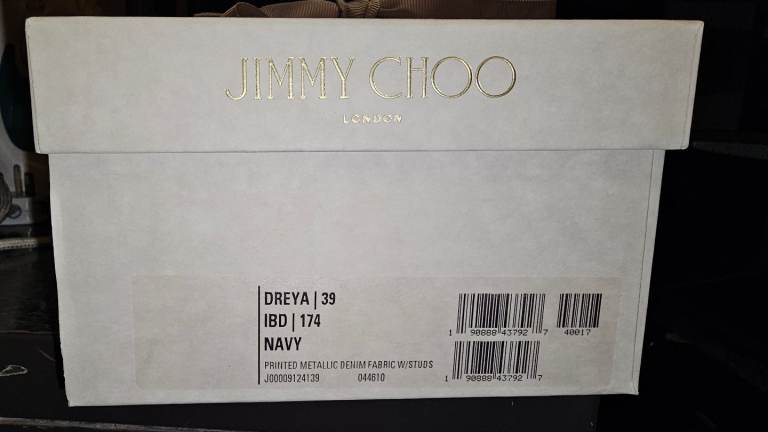 JIMMY CHOO
LONDON
DREYA | 39
IBD | 174
NAVY
PRINTED METALLIC DENIM FABRIC W/STUDS
J00009124139 044610
1 90888 43792 7
40017
1 90888 43792 7